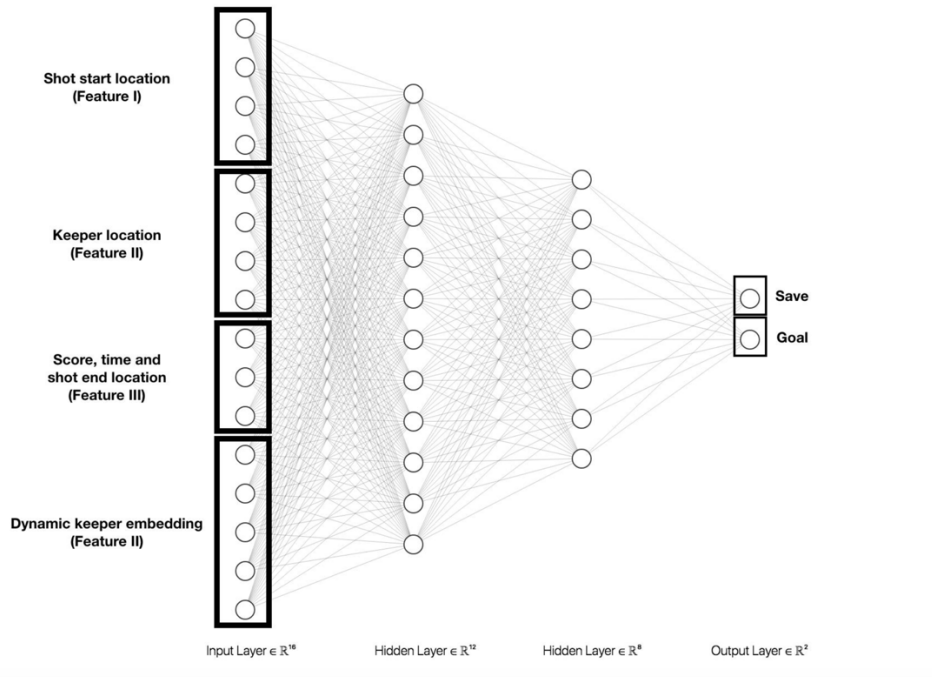 Shot start location
(Feature I)
Keeper location
(Feature II)
Score, time and
shot end location
(Feature III)
Dynamic keeper embedding
(Feature II)
Save
Goal
Input Layer ∈ ℝ¹⁶
Hidden Layer ∈ ℝ¹²
Hidden Layer ∈ ℝ⁸
Output Layer ∈ ℝ²